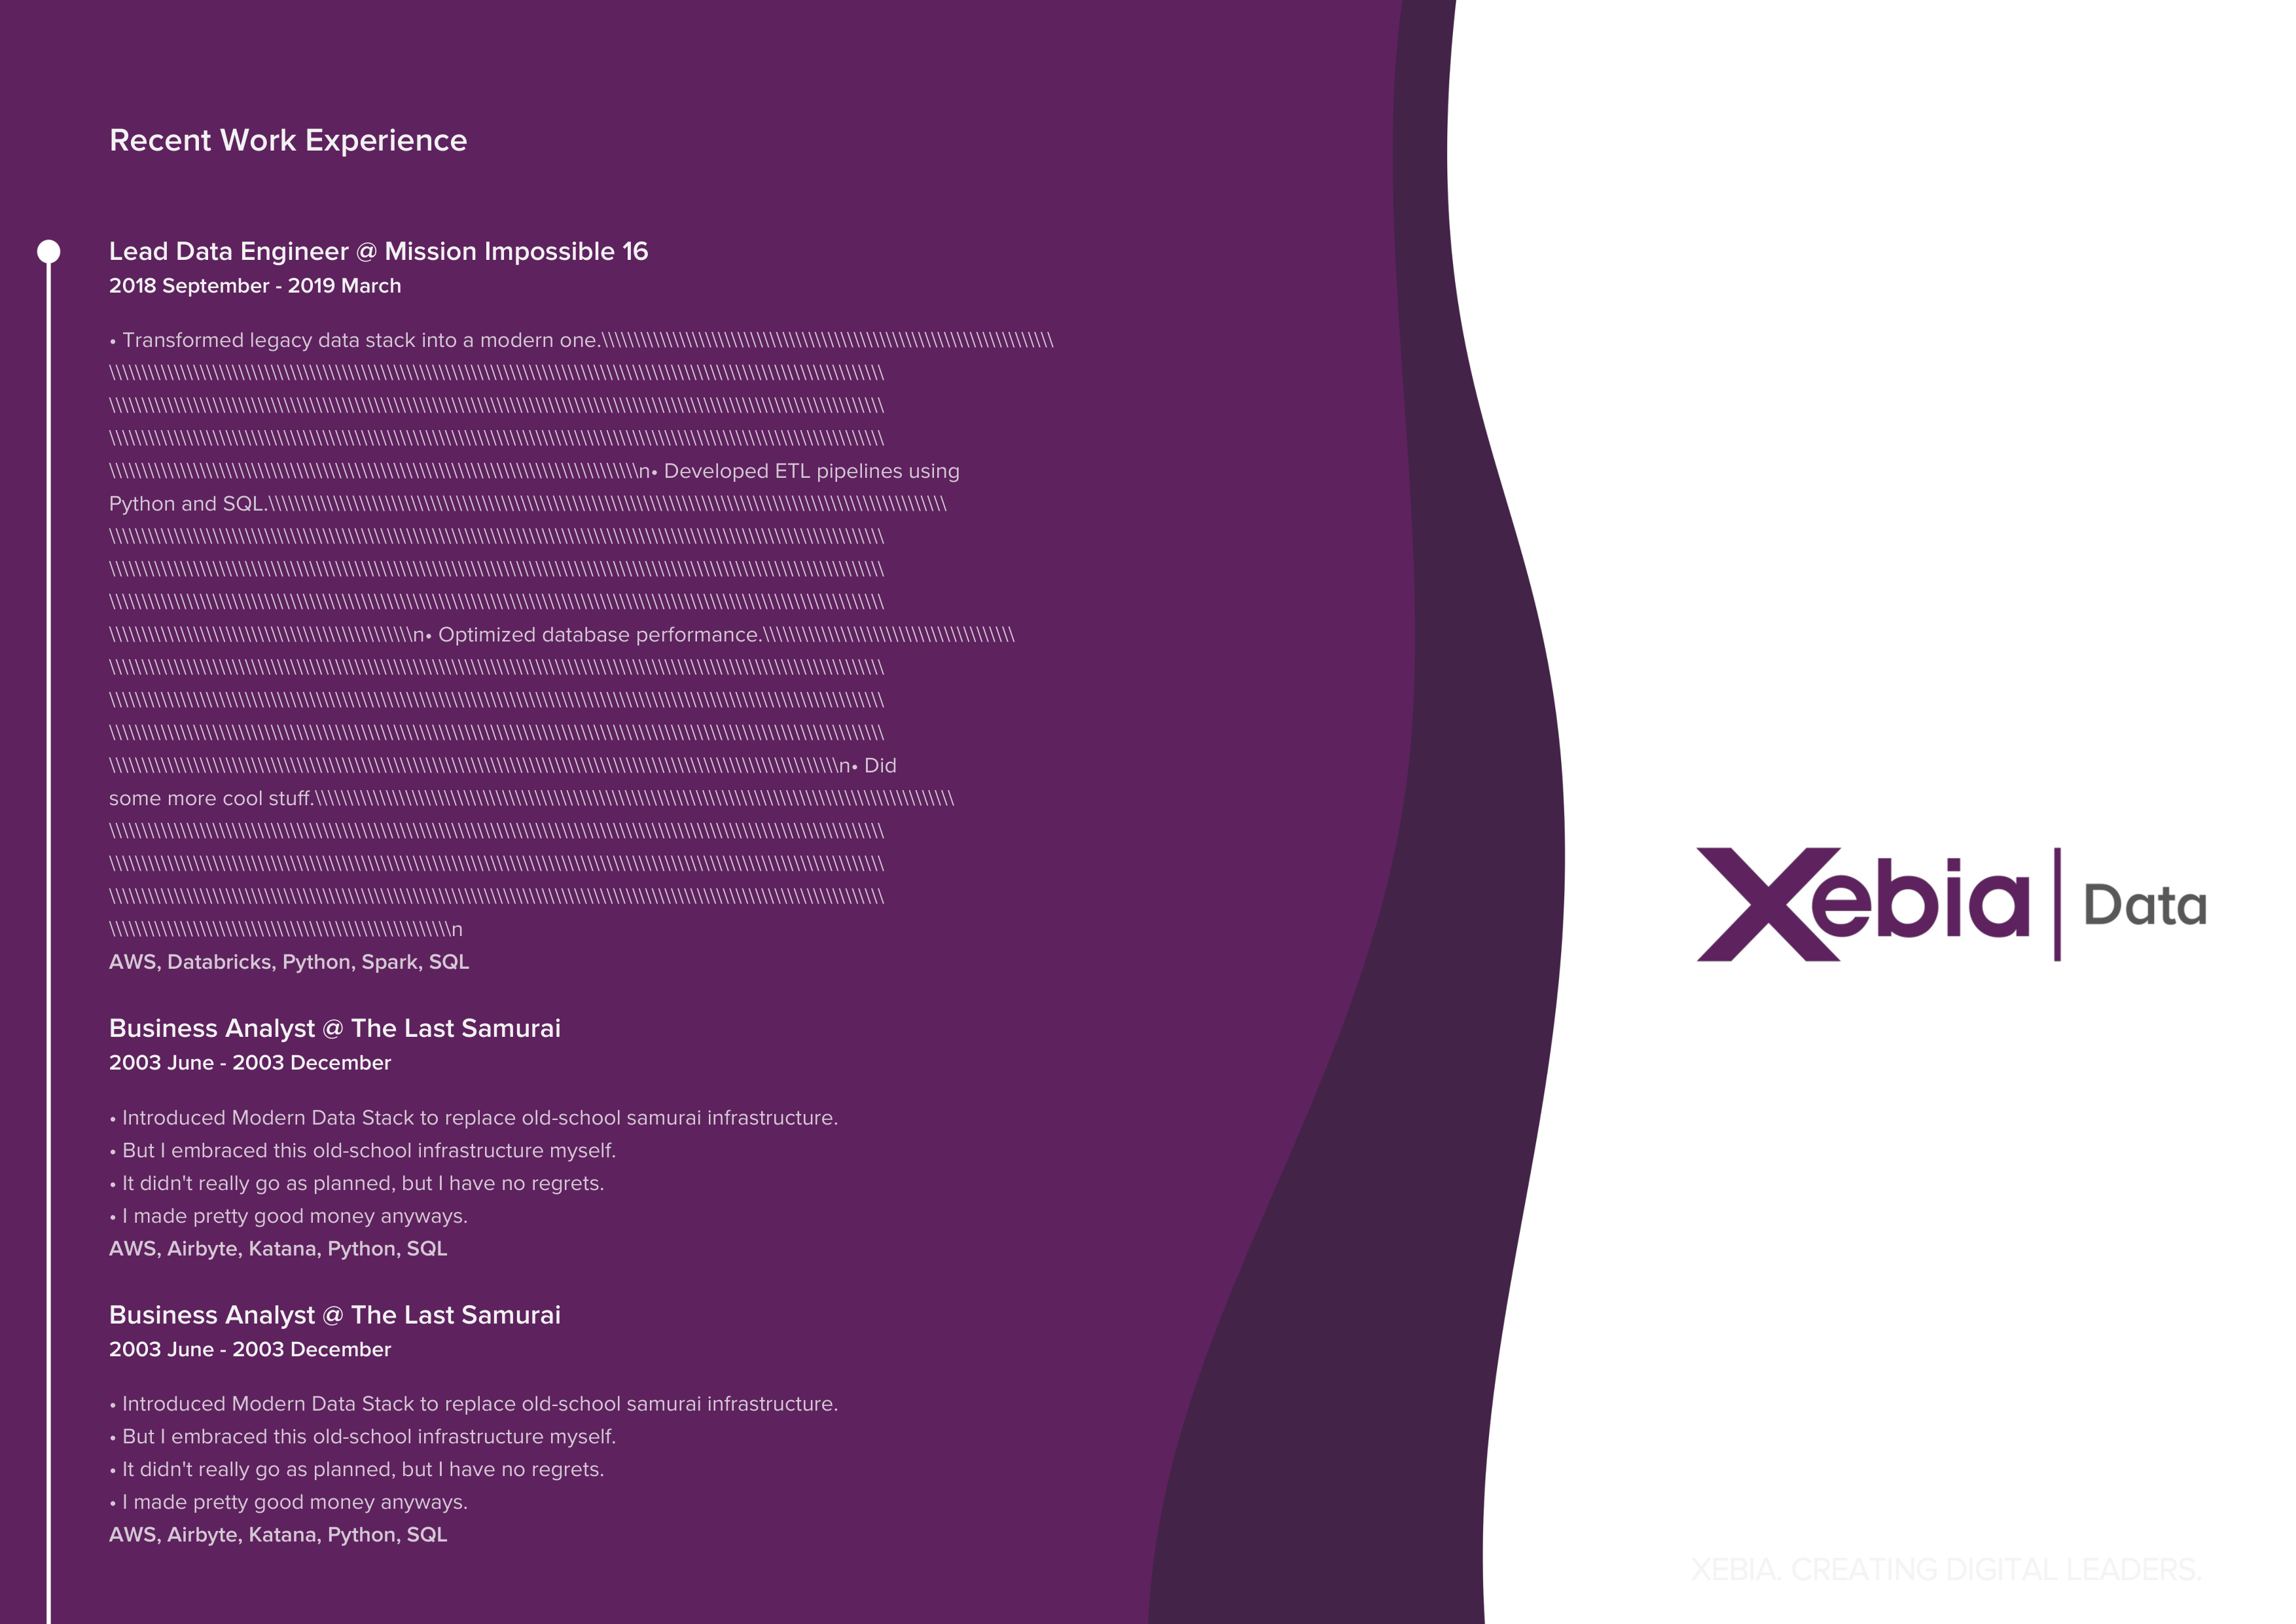 Recent Work Experience
Lead Data Engineer @ Mission Impossible 16
2018 September - 2019 March
• Transformed legacy data stack into a modern one.\\\\\\\\\\\\\\\\\\\\\\\\\\\\\\\\\\\\\\\\\\\\\\\\\\\\\\\\\\\\\\\\\\\\\\
\\\\\\\\\\\\\\\\\\\\\\\\\\\\\\\\\\\\\\\\\\\\\\\\\\\\\\\\\\\\\\\\\\\\\\\\\\\\\\\\\\\\\\\\\\\\\\\\\\\\\\\\\\\\\\\\\\\\\\\\
\\\\\\\\\\\\\\\\\\\\\\\\\\\\\\\\\\\\\\\\\\\\\\\\\\\\\\\\\\\\\\\\\\\\\\\\\\\\\\\\\\\\\\\\\\\\\\\\\\\\\\\\\\\\\\\\\\\\\\\\
\\\\\\\\\\\\\\\\\\\\\\\\\\\\\\\\\\\\\\\\\\\\\\\\\\\\\\\\\\\\\\\\\\\\\\\\\\\\\\\\\\\\\\\\\\\\\\\\\\\\\\\\\\\\\\\\\\\\\\\\
\\\\\\\\\\\\\\\\\\\\\\\\\\\\\\\\\\\\\\\\\\\\\\\\\\\\\\\\\\\\\\\\\\\\\\\\\\\\\\\\\\n• Developed ETL pipelines using
Python and SQL.\\\\\\\\\\\\\\\\\\\\\\\\\\\\\\\\\\\\\\\\\\\\\\\\\\\\\\\\\\\\\\\\\\\\\\\\\\\\\\\\\\\\\\\\\\\\\\\\\\\\\\\\\
\\\\\\\\\\\\\\\\\\\\\\\\\\\\\\\\\\\\\\\\\\\\\\\\\\\\\\\\\\\\\\\\\\\\\\\\\\\\\\\\\\\\\\\\\\\\\\\\\\\\\\\\\\\\\\\\\\\\\\\\
\\\\\\\\\\\\\\\\\\\\\\\\\\\\\\\\\\\\\\\\\\\\\\\\\\\\\\\\\\\\\\\\\\\\\\\\\\\\\\\\\\\\\\\\\\\\\\\\\\\\\\\\\\\\\\\\\\\\\\\\
\\\\\\\\\\\\\\\\\\\\\\\\\\\\\\\\\\\\\\\\\\\\\\\\\\\\\\\\\\\\\\\\\\\\\\\\\\\\\\\\\\\\\\\\\\\\\\\\\\\\\\\\\\\\\\\\\\\\\\\\
\\\\\\\\\\\\\\\\\\\\\\\\\\\\\\\\\\\\\\\\\\\\\\\n• Optimized database performance.\\\\\\\\\\\\\\\\\\\\\\\\\\\\\\\\\\\\\\\
\\\\\\\\\\\\\\\\\\\\\\\\\\\\\\\\\\\\\\\\\\\\\\\\\\\\\\\\\\\\\\\\\\\\\\\\\\\\\\\\\\\\\\\\\\\\\\\\\\\\\\\\\\\\\\\\\\\\\\\\
\\\\\\\\\\\\\\\\\\\\\\\\\\\\\\\\\\\\\\\\\\\\\\\\\\\\\\\\\\\\\\\\\\\\\\\\\\\\\\\\\\\\\\\\\\\\\\\\\\\\\\\\\\\\\\\\\\\\\\\\
\\\\\\\\\\\\\\\\\\\\\\\\\\\\\\\\\\\\\\\\\\\\\\\\\\\\\\\\\\\\\\\\\\\\\\\\\\\\\\\\\\\\\\\\\\\\\\\\\\\\\\\\\\\\\\\\\\\\\\\\
\\\\\\\\\\\\\\\\\\\\\\\\\\\\\\\\\\\\\\\\\\\\\\\\\\\\\\\\\\\\\\\\\\\\\\\\\\\\\\\\\\\\\\\\\\\\\\\\\\\\\\\\\\\\\\\\\n• Did
some more cool stuff.\\\\\\\\\\\\\\\\\\\\\\\\\\\\\\\\\\\\\\\\\\\\\\\\\\\\\\\\\\\\\\\\\\\\\\\\\\\\\\\\\\\\\\\\\\\\\\\\\\\
\\\\\\\\\\\\\\\\\\\\\\\\\\\\\\\\\\\\\\\\\\\\\\\\\\\\\\\\\\\\\\\\\\\\\\\\\\\\\\\\\\\\\\\\\\\\\\\\\\\\\\\\\\\\\\\\\\\\\\\\
\\\\\\\\\\\\\\\\\\\\\\\\\\\\\\\\\\\\\\\\\\\\\\\\\\\\\\\\\\\\\\\\\\\\\\\\\\\\\\\\\\\\\\\\\\\\\\\\\\\\\\\\\\\\\\\\\\\\\\\\
\\\\\\\\\\\\\\\\\\\\\\\\\\\\\\\\\\\\\\\\\\\\\\\\\\\\\\\\\\\\\\\\\\\\\\\\\\\\\\\\\\\\\\\\\\\\\\\\\\\\\\\\\\\\\\\\\\\\\\\\
\\\\\\\\\\\\\\\\\\\\\\\\\\\\\\\\\\\\\\\\\\\\\\\\\\\\\n
AWS, Databricks, Python, Spark, SQL
Business Analyst @ The Last Samurai
2003 June - 2003 December
• Introduced Modern Data Stack to replace old-school samurai infrastructure.
• But I embraced this old-school infrastructure myself.
• It didn't really go as planned, but I have no regrets.
• I made pretty good money anyways.
AWS, Airbyte, Katana, Python, SQL
Business Analyst @ The Last Samurai
2003 June - 2003 December
• Introduced Modern Data Stack to replace old-school samurai infrastructure.
• But I embraced this old-school infrastructure myself.
• It didn't really go as planned, but I have no regrets.
• I made pretty good money anyways.
AWS, Airbyte, Katana, Python, SQL
Xebia | Data
XEBIA. CREATING DIGITAL LEADERS.